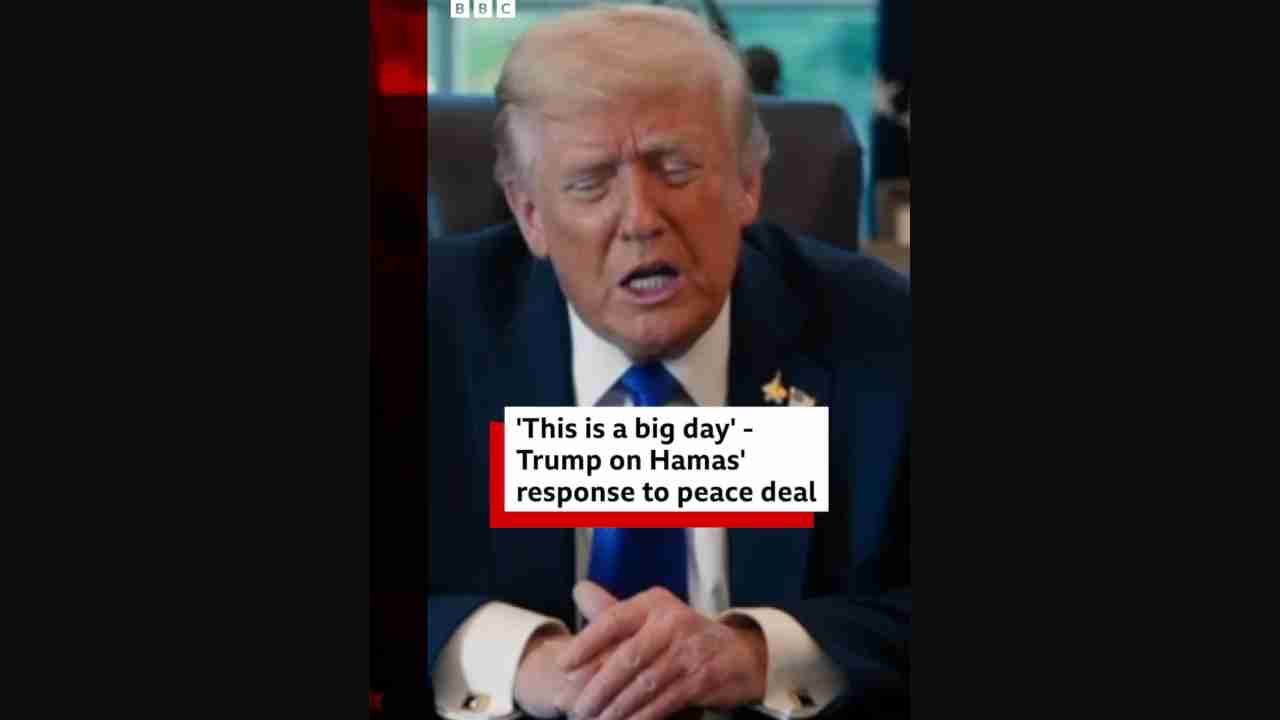 BBC
'This is a big day' -
Trump on Hamas'
response to peace deal